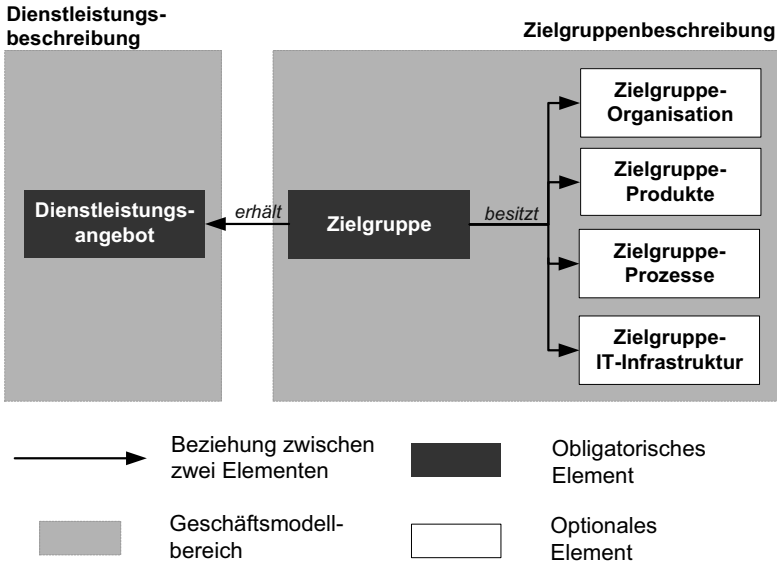 Dienstleistungs-
beschreibung
Zielgruppenbeschreibung
Dienstleistungs-
angebot
erhält
Zielgruppe
besitzt
Zielgruppe-
Organisation
Zielgruppe-
Produkte
Zielgruppe-
Prozesse
Zielgruppe-
IT-Infrastruktur
Beziehung zwischen
zwei Elementen
Obligatorisches
Element
Geschäftsmodell-
bereich
Optionales
Element